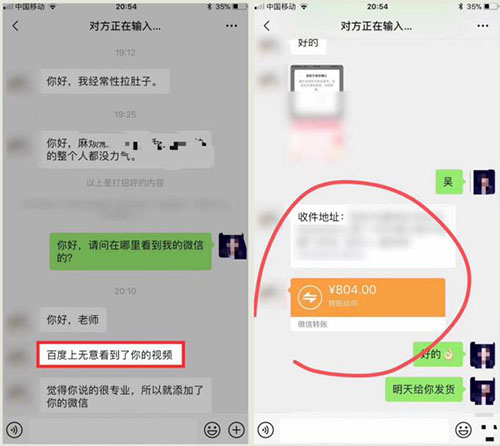 中国移动
20:54
35%
对方正在输入...
19:12
你好，我经常性拉肚子。
19:25
你好，麻
的整个人都没力气。
以上是打招呼的内容
你好，请问在哪里看到我的微信
的？
20:10
你好，老师
百度上无意看到了你的视频
觉得你说的很专业，所以就添加了
你的微信
中国移动
20:54
35%
对方正在输入...
好的
吴
收件地址：
¥804.00
转账给你
微信转账
好的👌
明天给你发货